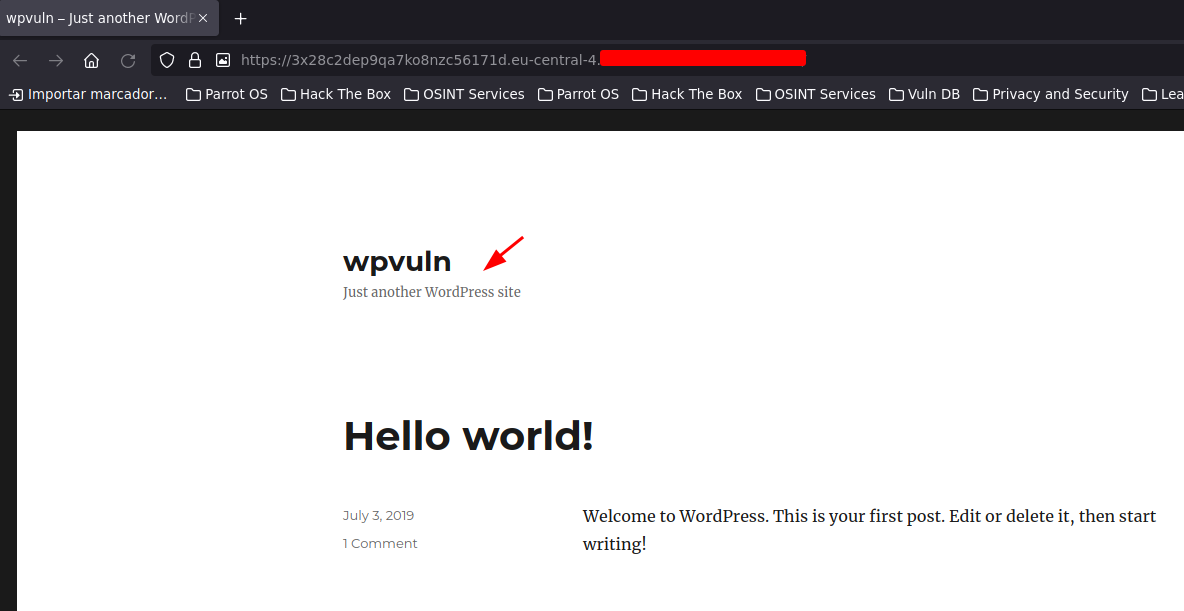 wpvuln – Just another WordP
https://3x28c2dep9qa7ko8nzc56171d.eu-central-4.
Importar marcador... Parrot OS Hack The Box OSINT Services Parrot OS Hack The Box OSINT Services Vuln DB Privacy and Security Lea
wpvuln
Just another WordPress site
Hello world!
July 3, 2019
1 Comment
Welcome to WordPress. This is your first post. Edit or delete it, then start
writing!